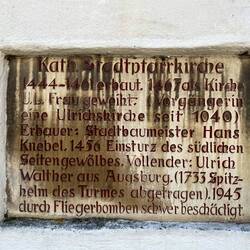 Kath. Stadtpfarrkirche
1444-1461 erbaut. 1467 als Kirche
U.L. Frau geweiht. Vorgängerin
eine Ulrichskirche seit 1040)
Erbauer: Stadtbaumeister Hans
Knebel. 1456 Einsturz des südlichen
Seitengewölbes. Vollender: Ulrich
Walther aus Augsburg. (1733 Spitz-
helm des Turmes abgetragen). 1945
durch Fliegerbomben schwer beschädigt.